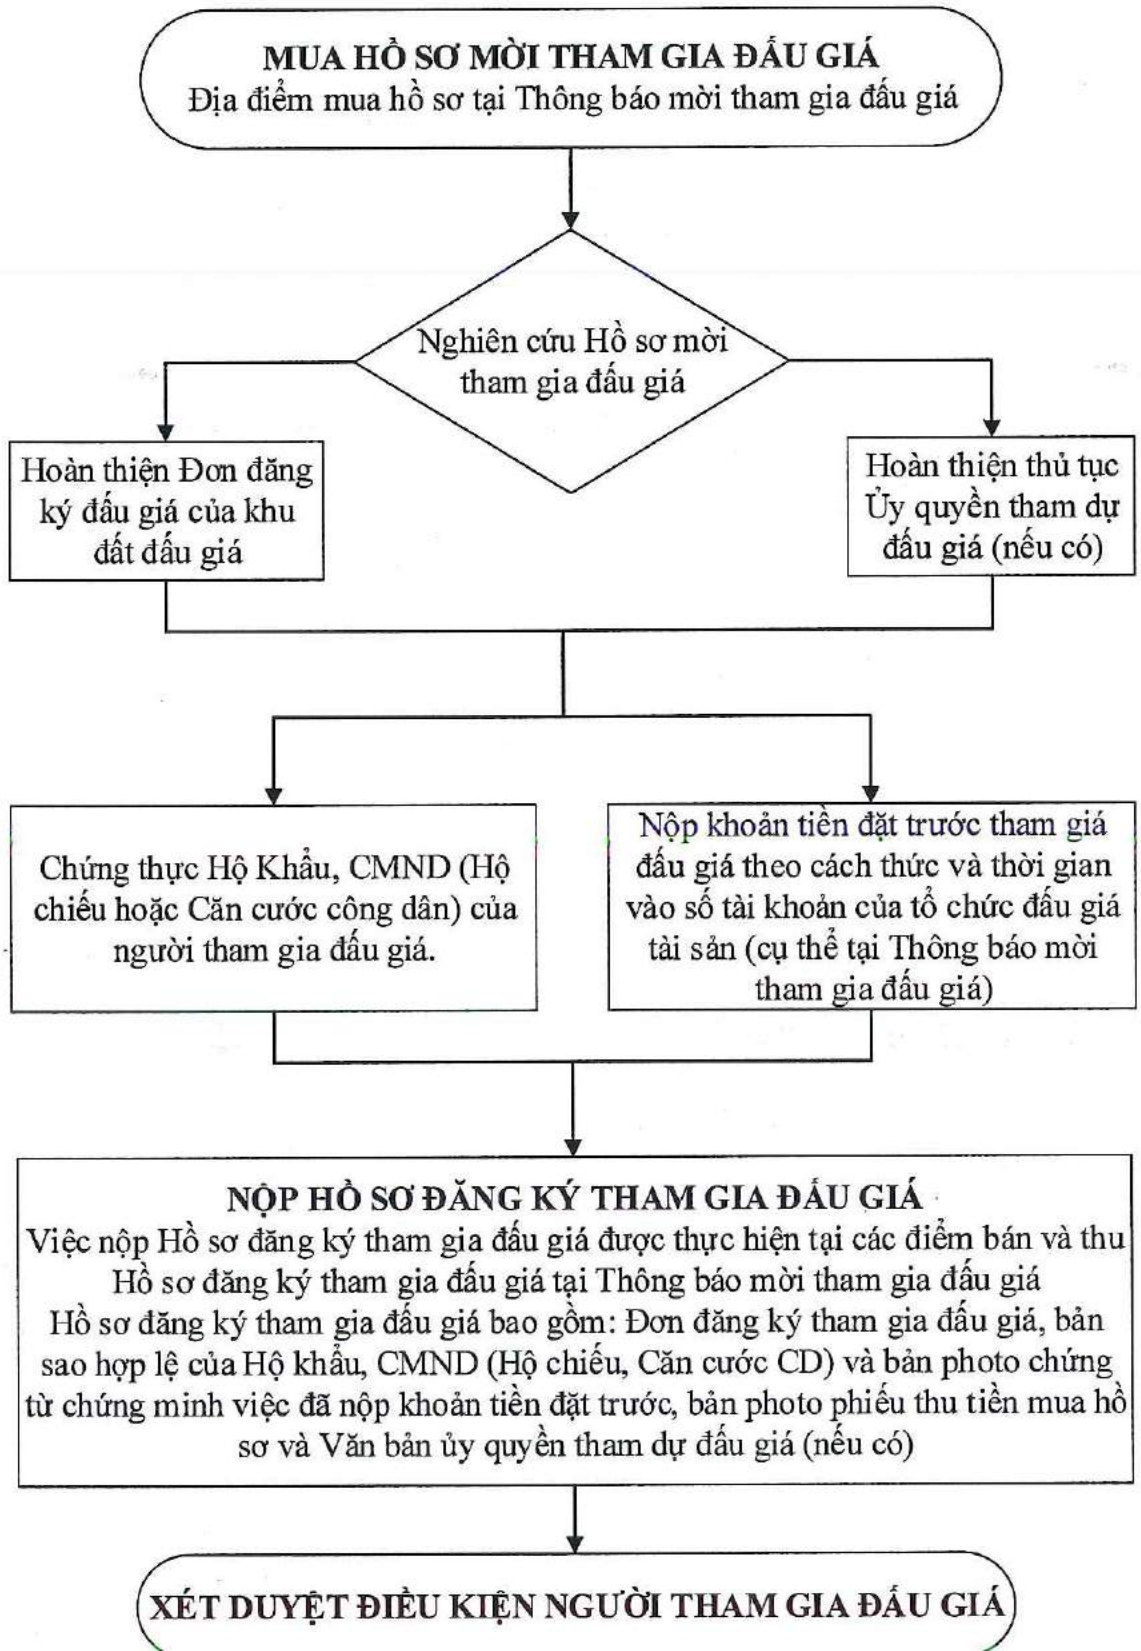 MUA HỒ SƠ MỜI THAM GIA ĐẤU GIÁ
Địa điểm mua hồ sơ tại Thông báo mời tham gia đấu giá
Nghiên cứu Hồ sơ mời
tham gia đấu giá
Hoàn thiện Đơn đăng
ký đấu giá của khu
đất đấu giá
Hoàn thiện thủ tục
Ủy quyền tham dự
đấu giá (nếu có)
Chứng thực Hộ Khẩu, CMND (Hộ
chiếu hoặc Căn cước công dân) của
người tham gia đấu giá.
Nộp khoản tiền đặt trước tham giá
đấu giá theo cách thức và thời gian
vào số tài khoản của tổ chức đấu giá
tài sản (cụ thể tại Thông báo mời
tham gia đấu giá)
NỘP HỒ SƠ ĐĂNG KÝ THAM GIA ĐẤU GIÁ
Việc nộp Hồ sơ đăng ký tham gia đấu giá được thực hiện tại các điểm bán và thu
Hồ sơ đăng ký tham gia đấu giá tại Thông báo mời tham gia đấu giá
Hồ sơ đăng ký tham gia đấu giá bao gồm: Đơn đăng ký tham gia đấu giá, bản
sao hợp lệ của Hộ khẩu, CMND (Hộ chiếu, Căn cước CD) và bản photo chứng
từ chứng minh việc đã nộp khoản tiền đặt trước, bản photo phiếu thu tiền mua hồ
sơ và Văn bản ủy quyền tham dự đấu giá (nếu có)
XÉT DUYỆT ĐIỀU KIỆN NGƯỜI THAM GIA ĐẤU GIÁ